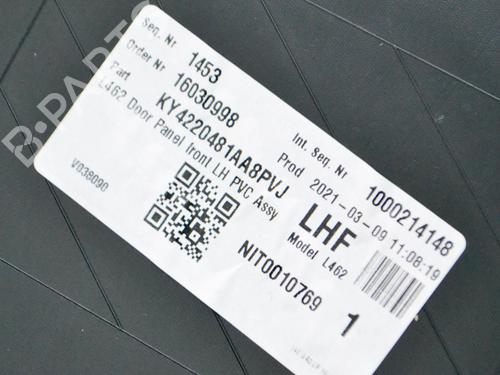 Seq. Nr 1453
Order Nr 16030998
Part KY4220481AA8PVJ
L462 Door Panel front LH PVC Assy
V038090
Int. Seq. Nr 1000214148
Prod 2021-03-09 11:08:19
LHF
Model L462
NIT0010769
1
B-PARTS